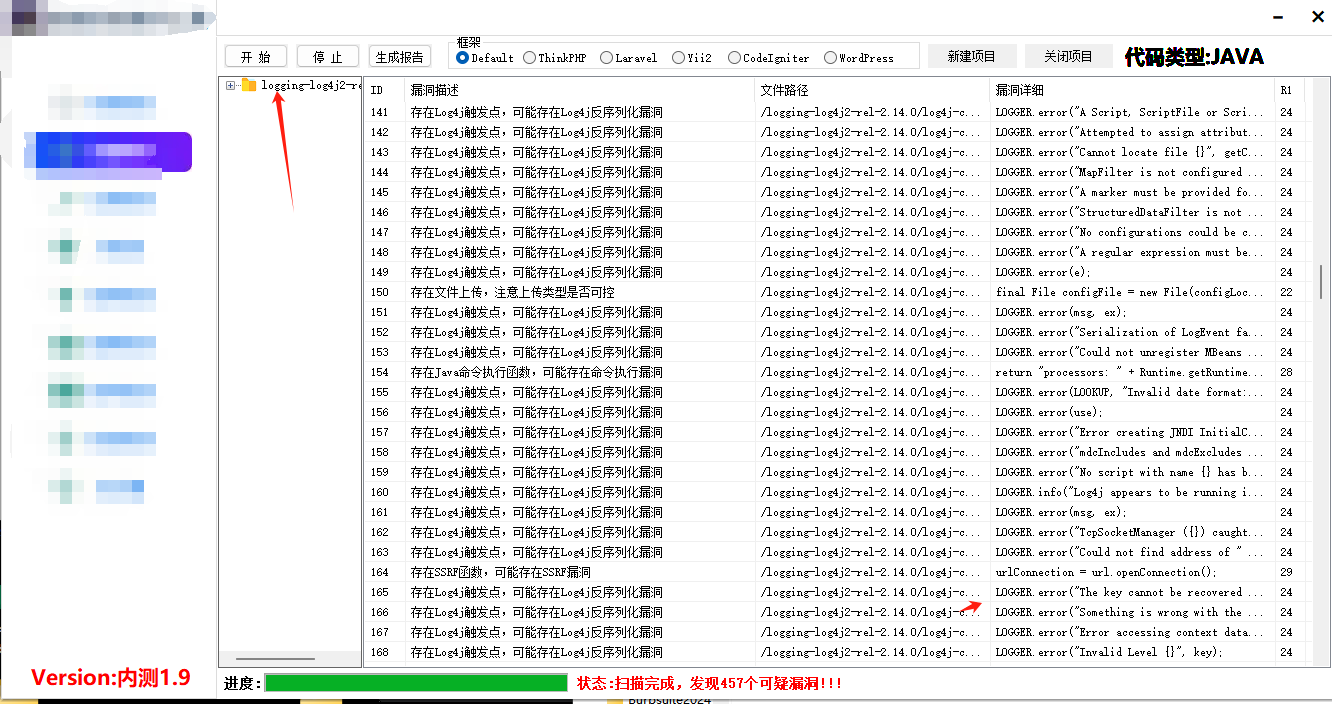 开 始 停 止 生成报告 框架 Default ThinkPHP Laravel Yii2 CodeIgniter WordPress 新建项目 关闭项目 代码类型:JAVA
logging-log4j2-re
ID 漏洞描述 文件路径 漏洞详细 R1
141 存在Log4j触发点，可能存在Log4j反序列化漏洞 /logging-log4j2-rel-2.14.0/log4j-c... LOGGER.error("A Script, ScriptFile or Scri... 24
142 存在Log4j触发点，可能存在Log4j反序列化漏洞 /logging-log4j2-rel-2.14.0/log4j-c... LOGGER.error("Attempted to assign attribut... 24
143 存在Log4j触发点，可能存在Log4j反序列化漏洞 /logging-log4j2-rel-2.14.0/log4j-c... LOGGER.error("Cannot locate file {}", getC... 24
144 存在Log4j触发点，可能存在Log4j反序列化漏洞 /logging-log4j2-rel-2.14.0/log4j-c... LOGGER.error("MapFilter is not configured ... 24
145 存在Log4j触发点，可能存在Log4j反序列化漏洞 /logging-log4j2-rel-2.14.0/log4j-c... LOGGER.error("A marker must be provided fo... 24
146 存在Log4j触发点，可能存在Log4j反序列化漏洞 /logging-log4j2-rel-2.14.0/log4j-c... LOGGER.error("StructuredDataFilter is not ... 24
147 存在Log4j触发点，可能存在Log4j反序列化漏洞 /logging-log4j2-rel-2.14.0/log4j-c... LOGGER.error("No configurations could be c... 24
148 存在Log4j触发点，可能存在Log4j反序列化漏洞 /logging-log4j2-rel-2.14.0/log4j-c... LOGGER.error("A regular expression must be... 24
149 存在Log4j触发点，可能存在Log4j反序列化漏洞 /logging-log4j2-rel-2.14.0/log4j-c... LOGGER.error(e); 24
150 存在文件上传，注意上传类型是否可控 /logging-log4j2-rel-2.14.0/log4j-c... final File configFile = new File(configLoc... 22
151 存在Log4j触发点，可能存在Log4j反序列化漏洞 /logging-log4j2-rel-2.14.0/log4j-c... LOGGER.error(msg, ex); 24
152 存在Log4j触发点，可能存在Log4j反序列化漏洞 /logging-log4j2-rel-2.14.0/log4j-c... LOGGER.error("Serialization of LogEvent fa... 24
153 存在Log4j触发点，可能存在Log4j反序列化漏洞 /logging-log4j2-rel-2.14.0/log4j-c... LOGGER.error("Could not unregister MBeans ... 24
154 存在Java命令执行函数，可能存在命令执行漏洞 /logging-log4j2-rel-2.14.0/log4j-c... return "processors: " + Runtime.getRuntime... 28
155 存在Log4j触发点，可能存在Log4j反序列化漏洞 /logging-log4j2-rel-2.14.0/log4j-c... LOGGER.error(LOOKUP, "Invalid date format:... 24
156 存在Log4j触发点，可能存在Log4j反序列化漏洞 /logging-log4j2-rel-2.14.0/log4j-c... LOGGER.error(use); 24
157 存在Log4j触发点，可能存在Log4j反序列化漏洞 /logging-log4j2-rel-2.14.0/log4j-c... LOGGER.error("Error creating JNDI InitialC... 24
158 存在Log4j触发点，可能存在Log4j反序列化漏洞 /logging-log4j2-rel-2.14.0/log4j-c... LOGGER.error("mdcIncludes and mdcExcludes ... 24
159 存在Log4j触发点，可能存在Log4j反序列化漏洞 /logging-log4j2-rel-2.14.0/log4j-c... LOGGER.error("No script with name {} has b... 24
160 存在Log4j触发点，可能存在Log4j反序列化漏洞 /logging-log4j2-rel-2.14.0/log4j-c... LOGGER.info("Log4j appears to be running i... 24
161 存在Log4j触发点，可能存在Log4j反序列化漏洞 /logging-log4j2-rel-2.14.0/log4j-c... LOGGER.error(msg, ex); 24
162 存在Log4j触发点，可能存在Log4j反序列化漏洞 /logging-log4j2-rel-2.14.0/log4j-c... LOGGER.error("TcpSocketManager ({}) caught... 24
163 存在Log4j触发点，可能存在Log4j反序列化漏洞 /logging-log4j2-rel-2.14.0/log4j-c... LOGGER.error("Could not find address of " ... 24
164 存在SSRF函数，可能存在SSRF漏洞 /logging-log4j2-rel-2.14.0/log4j-c... urlConnection = url.openConnection(); 29
165 存在Log4j触发点，可能存在Log4j反序列化漏洞 /logging-log4j2-rel-2.14.0/log4j-c... LOGGER.error("The key cannot be recovered ... 24
166 存在Log4j触发点，可能存在Log4j反序列化漏洞 /logging-log4j2-rel-2.14.0/log4j-c... LOGGER.error("Something is wrong with the ... 24
167 存在Log4j触发点，可能存在Log4j反序列化漏洞 /logging-log4j2-rel-2.14.0/log4j-c... LOGGER.error("Error accessing context data... 24
168 存在Log4j触发点，可能存在Log4j反序列化漏洞 /logging-log4j2-rel-2.14.0/log4j-c... LOGGER.error("Invalid Level {}", key); 24
Version:内测1.9 进度: 状态:扫描完成，发现457个可疑漏洞!!!
Burpsuite2024